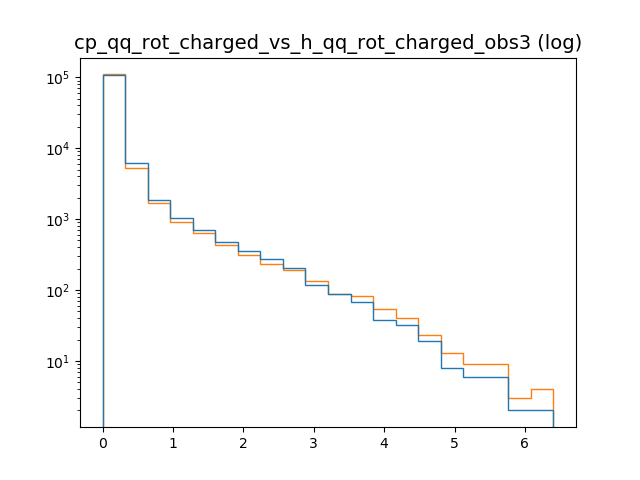 cp_qq_rot_charged_vs_h_qq_rot_charged_obs3 (log)
10⁵
10⁴
10³
10²
10¹
0 1 2 3 4 5 6